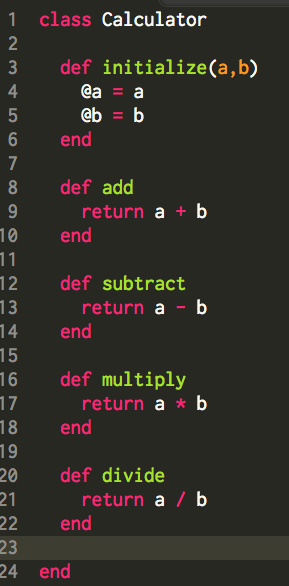 1 class Calculator
2
3   def initialize(a,b)
4     @a = a
5     @b = b
6   end
7
8   def add
9     return a + b
10   end
11
12   def subtract
13     return a - b
14   end
15
16   def multiply
17     return a * b
18   end
19
20   def divide
21     return a / b
22   end
23
24 end